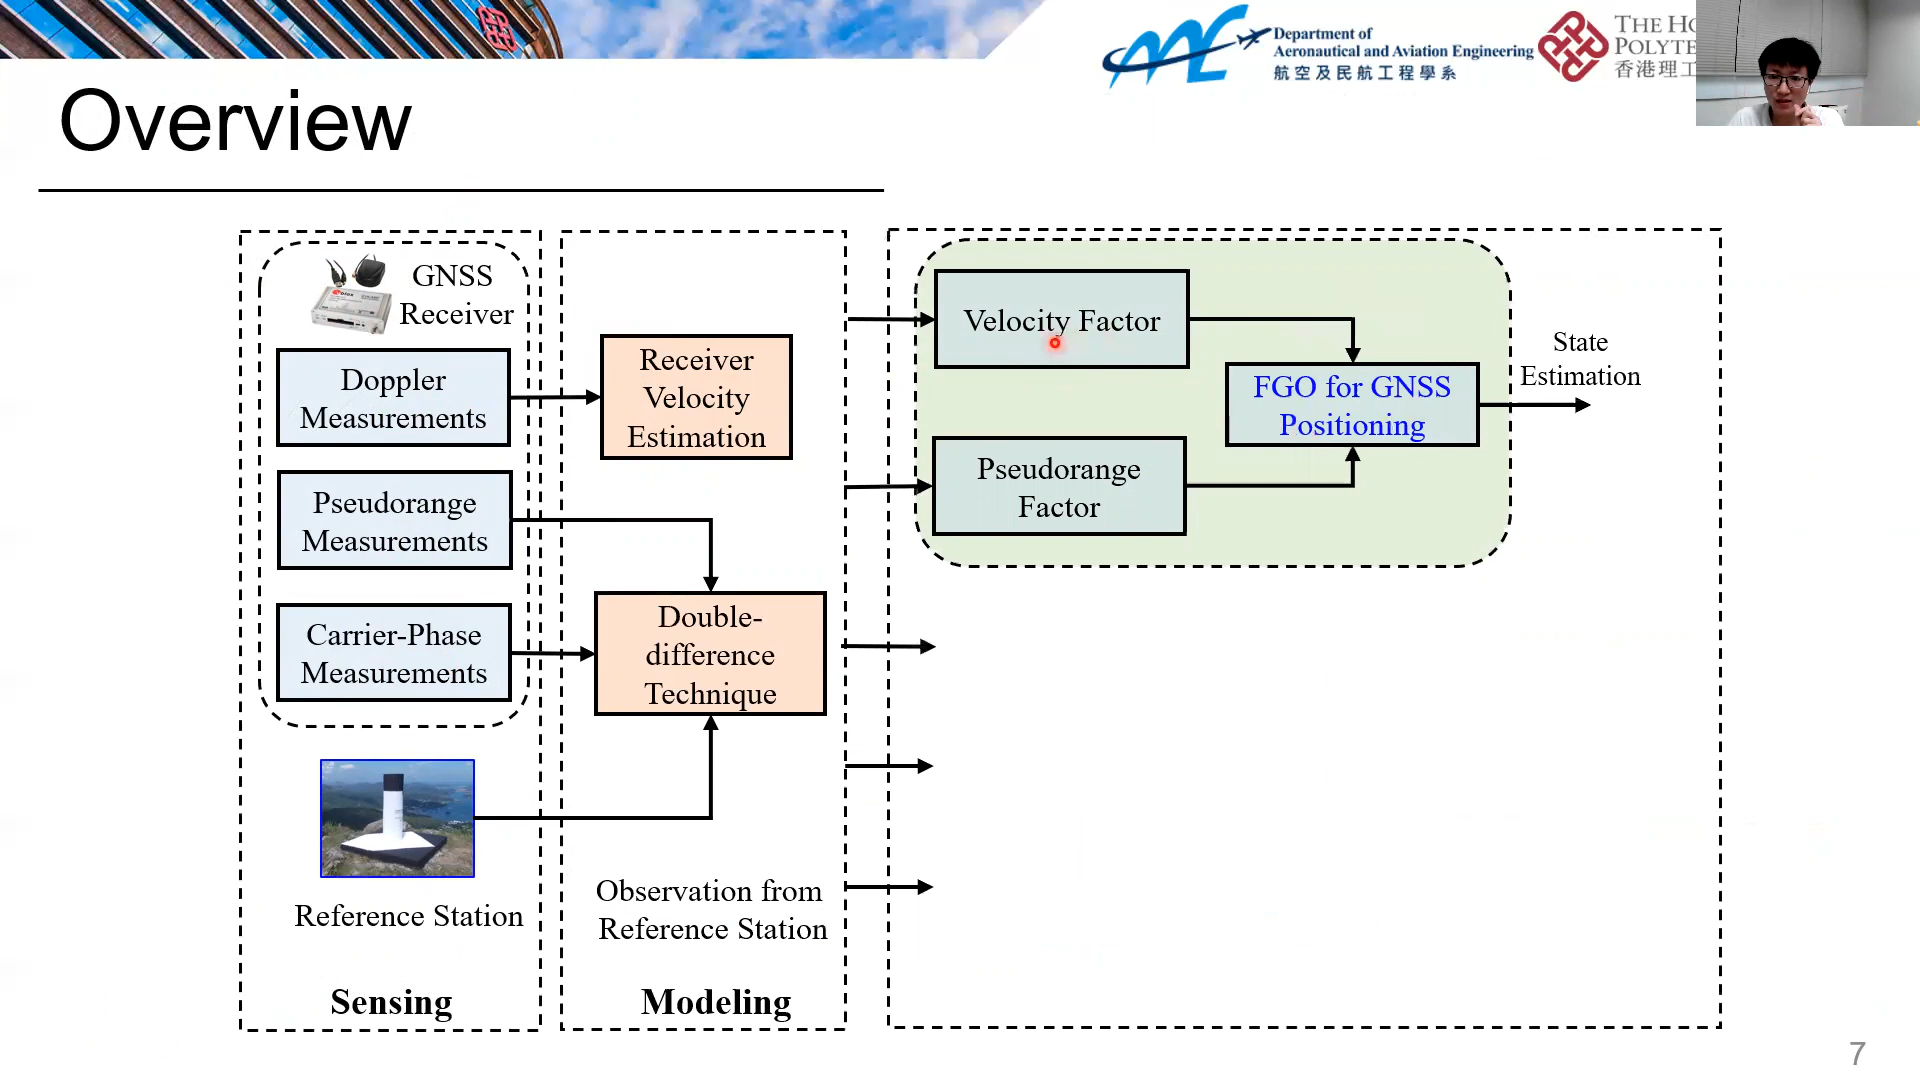 Department of
Aeronautical and Aviation Engineering
航空及民航工程學系
THE HO
POLYTE
香港理工
Overview
GNSS
Receiver
Doppler
Measurements
Pseudorange
Measurements
Carrier-Phase
Measurements
Reference Station
Sensing
Receiver
Velocity
Estimation
Double-
difference
Technique
Observation from
Reference Station
Modeling
Velocity Factor
Pseudorange
Factor
FGO for GNSS
Positioning
State
Estimation
7